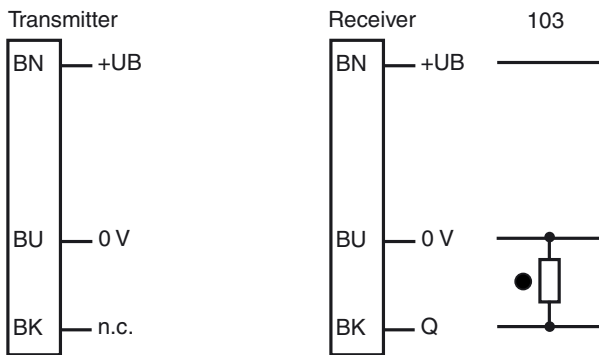 Transmitter
BN +UB
BU 0 V
BK n.c.
Receiver
BN +UB
BU 0 V
BK Q
103